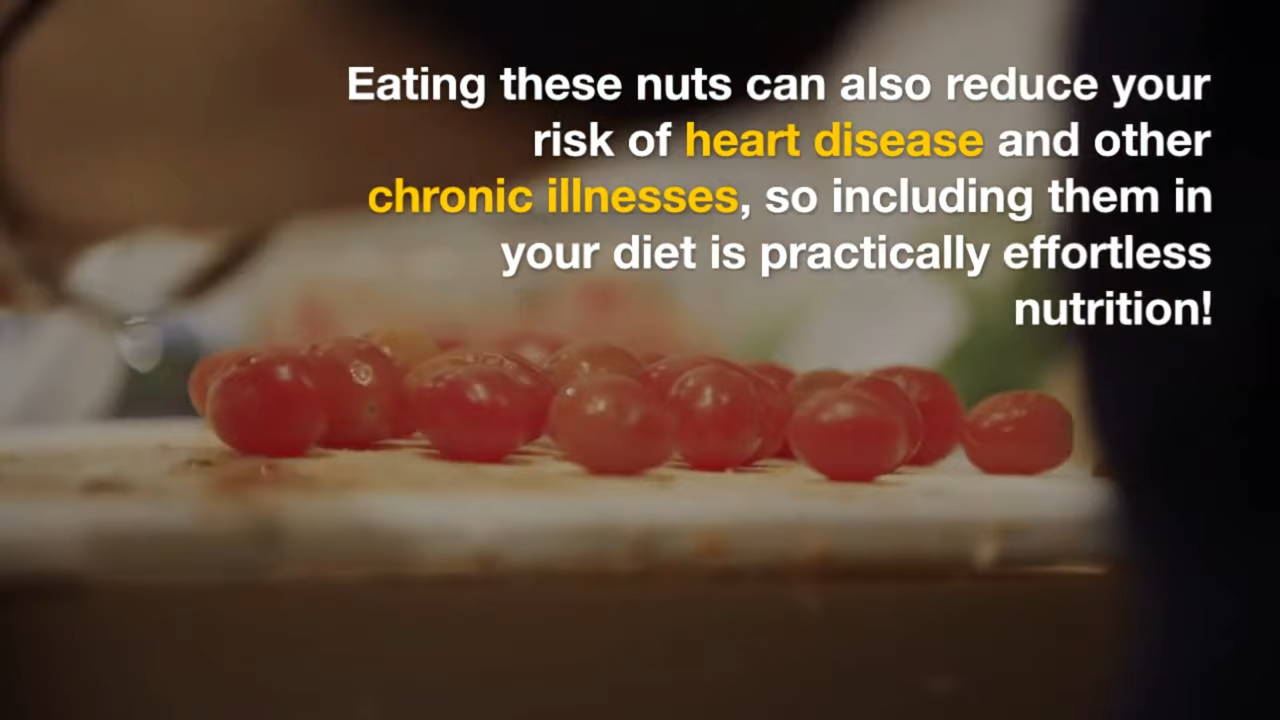 Eating these nuts can also reduce your
risk of heart disease and other
chronic illnesses, so including them in
your diet is practically effortless
nutrition!